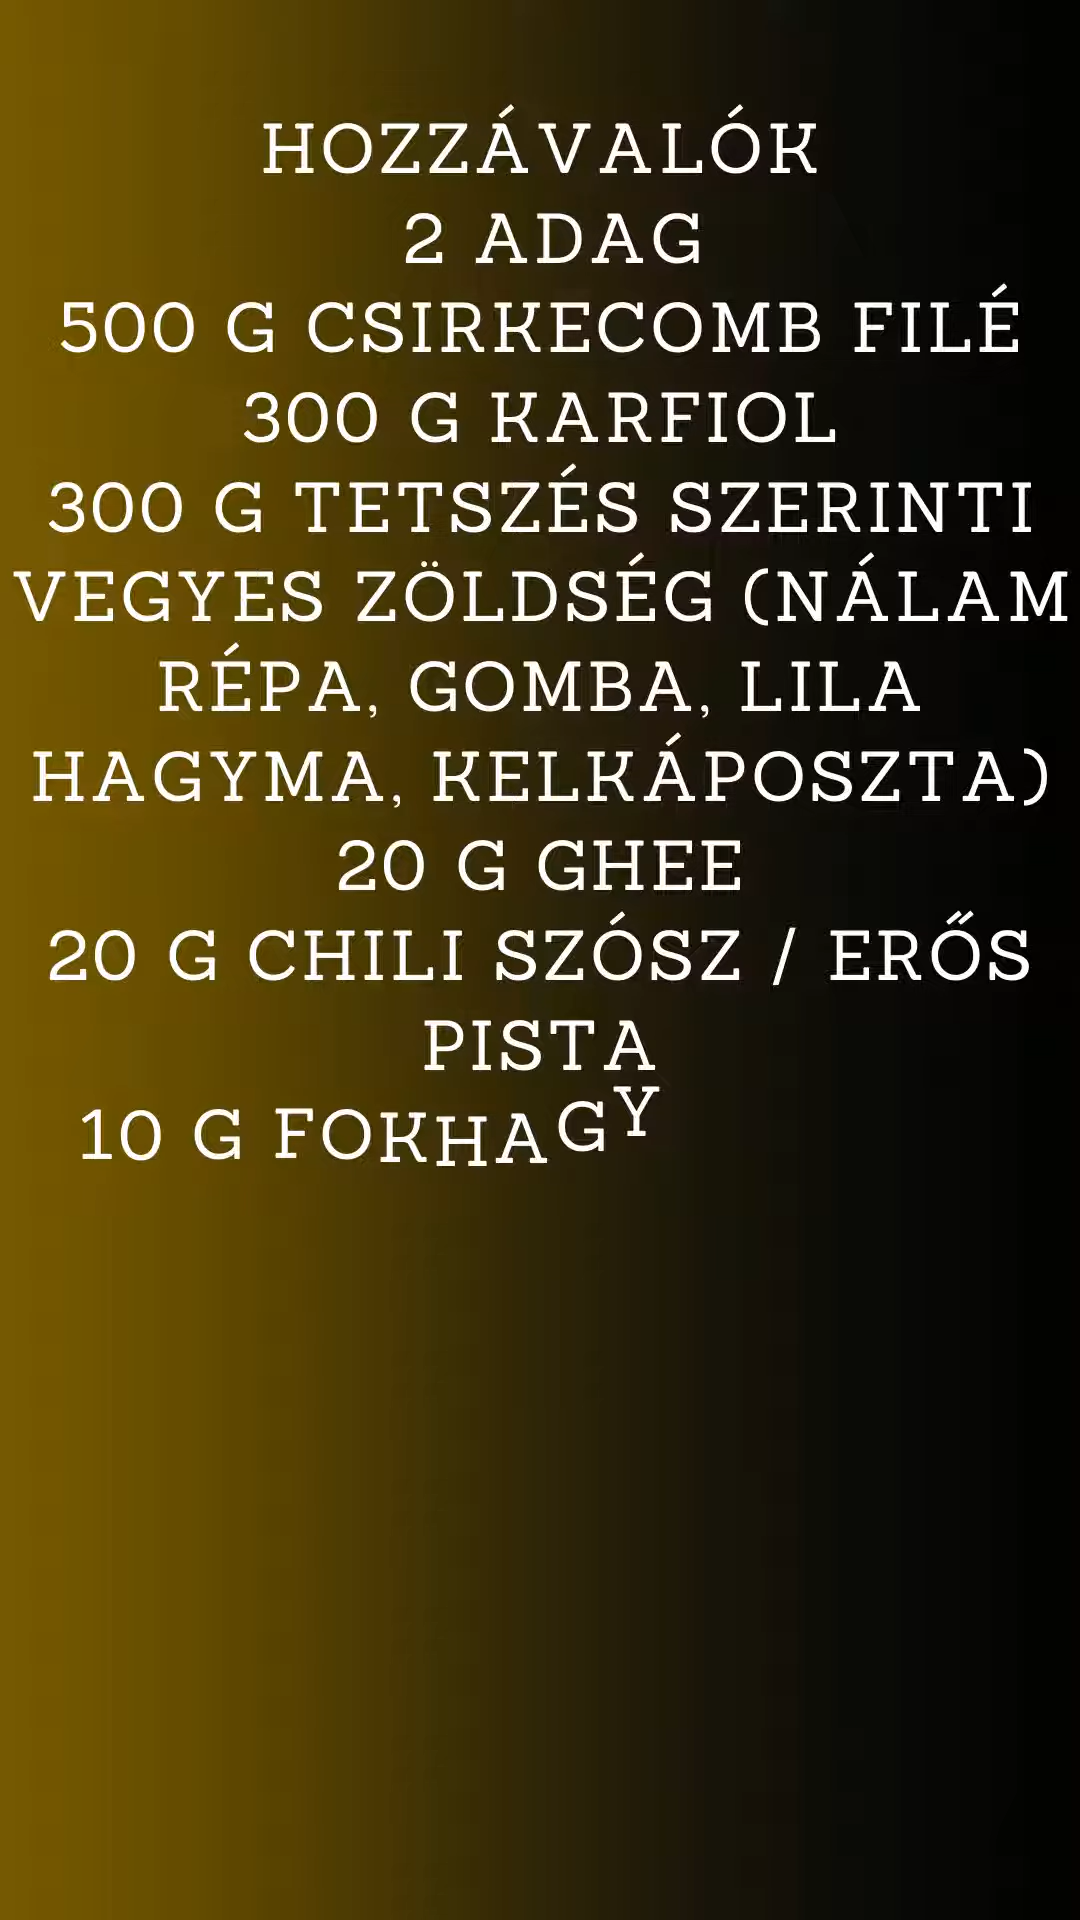 HOZZÁVALÓK
2 ADAG
500 G CSIRKECOMB FILÉ
300 G KARFIOL
300 G TETSZÉS SZERINTI
VEGYES ZÖLDSÉG (NÁLAM
RÉPA, GOMBA, LILA
HAGYMA, KELKÁPOSZTA)
20 G GHEE
20 G CHILI SZÓSZ / ERŐS
PISTA
10 G FOKHAGY